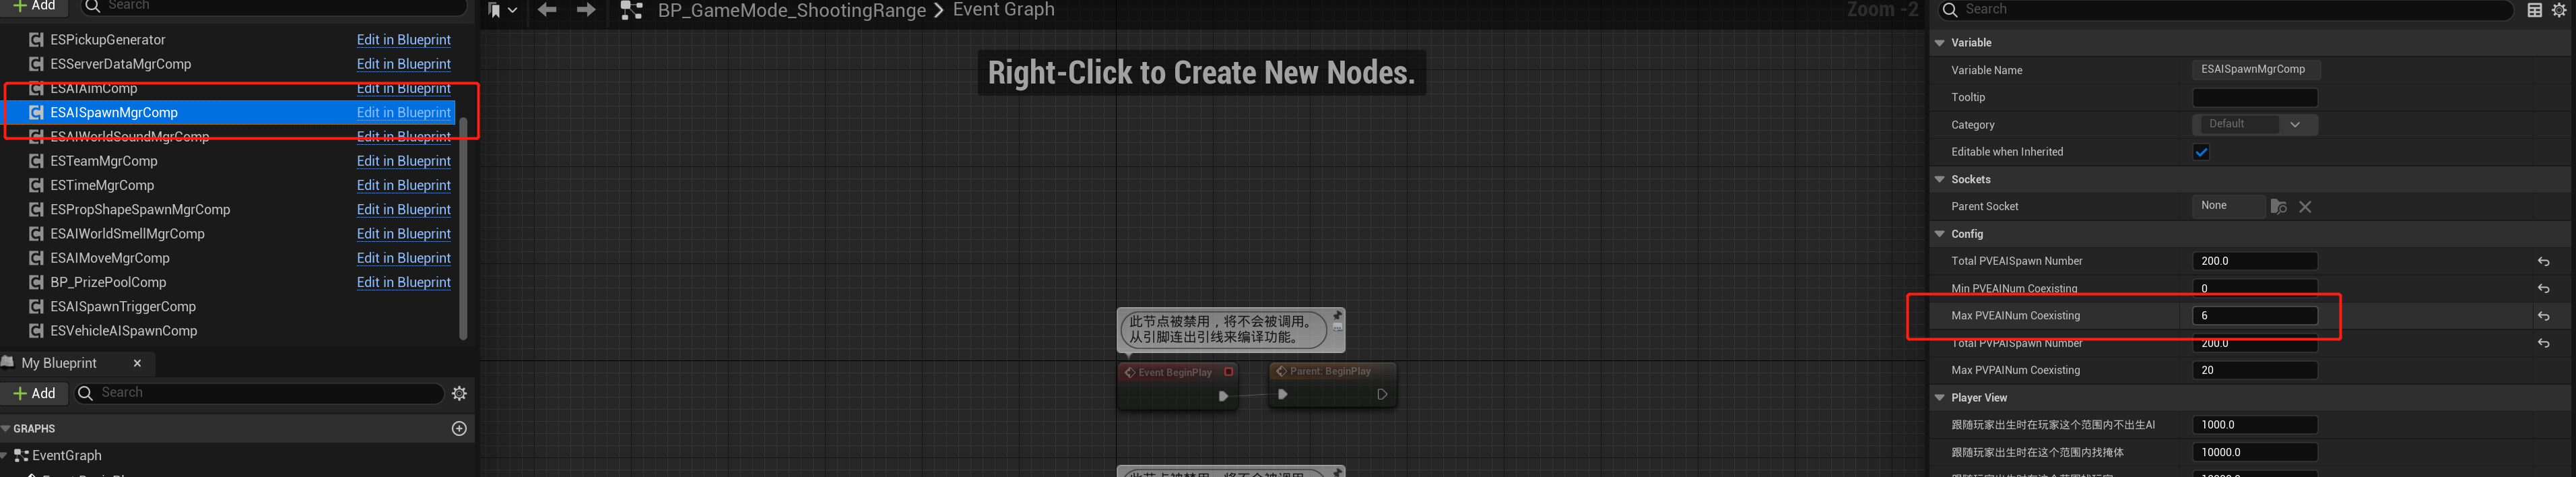 Add
Search
ESPickupGenerator Edit in Blueprint
ESServerDataMgrComp Edit in Blueprint
ESAIAimComp Edit in Blueprint
ESAISpawnMgrComp Edit in Blueprint
ESAIWorldSoundMgrComp Edit in Blueprint
ESTeamMgrComp Edit in Blueprint
ESTimeMgrComp Edit in Blueprint
ESPropShapeSpawnMgrComp Edit in Blueprint
ESAIWorldSmellMgrComp Edit in Blueprint
ESAIMoveMgrComp Edit in Blueprint
BP_PrizePoolComp Edit in Blueprint
ESAISpawnTriggerComp
ESVehicleAISpawnComp
My Blueprint
Add
Search
GRAPHS
EventGraph
BP_GameMode_ShootingRange > Event Graph
Zoom -2
Right-Click to Create New Nodes.
此节点被禁用，将不会被调用。
从引脚连出引线来编译功能。
Event BeginPlay
Parent: BeginPlay
Search
Variable
Variable Name ESAISpawnMgrComp
Tooltip
Category Default
Editable when Inherited
Sockets
Parent Socket None
Config
Total PVEAISpawn Number 200.0
Min PVEAINum Coexisting 0
Max PVEAINum Coexisting 6
Total PVPAISpawn Number 200.0
Max PVPAINum Coexisting 20
Player View
跟随玩家出生时在玩家这个范围内不出生AI 1000.0
跟随玩家出生时在这个范围内找掩体 10000.0